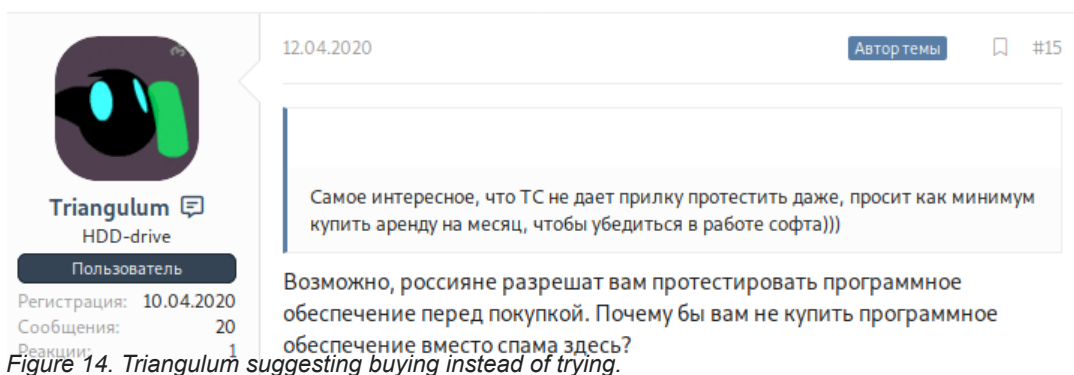 12.04.2020
Автор темы
#15
Triangulum
HDD-drive
Пользователь
Регистрация: 10.04.2020
Сообщения: 20
Реакции: 1
Самое интересное, что ТС не дает прилку протестить даже, просит как минимум
купить аренду на месяц, чтобы убедиться в работе софта)))
Возможно, россияне разрешат вам протестировать программное
обеспечение перед покупкой. Почему бы вам не купить программное
обеспечение вместо спама здесь?
Figure 14. Triangulum suggesting buying instead of trying.